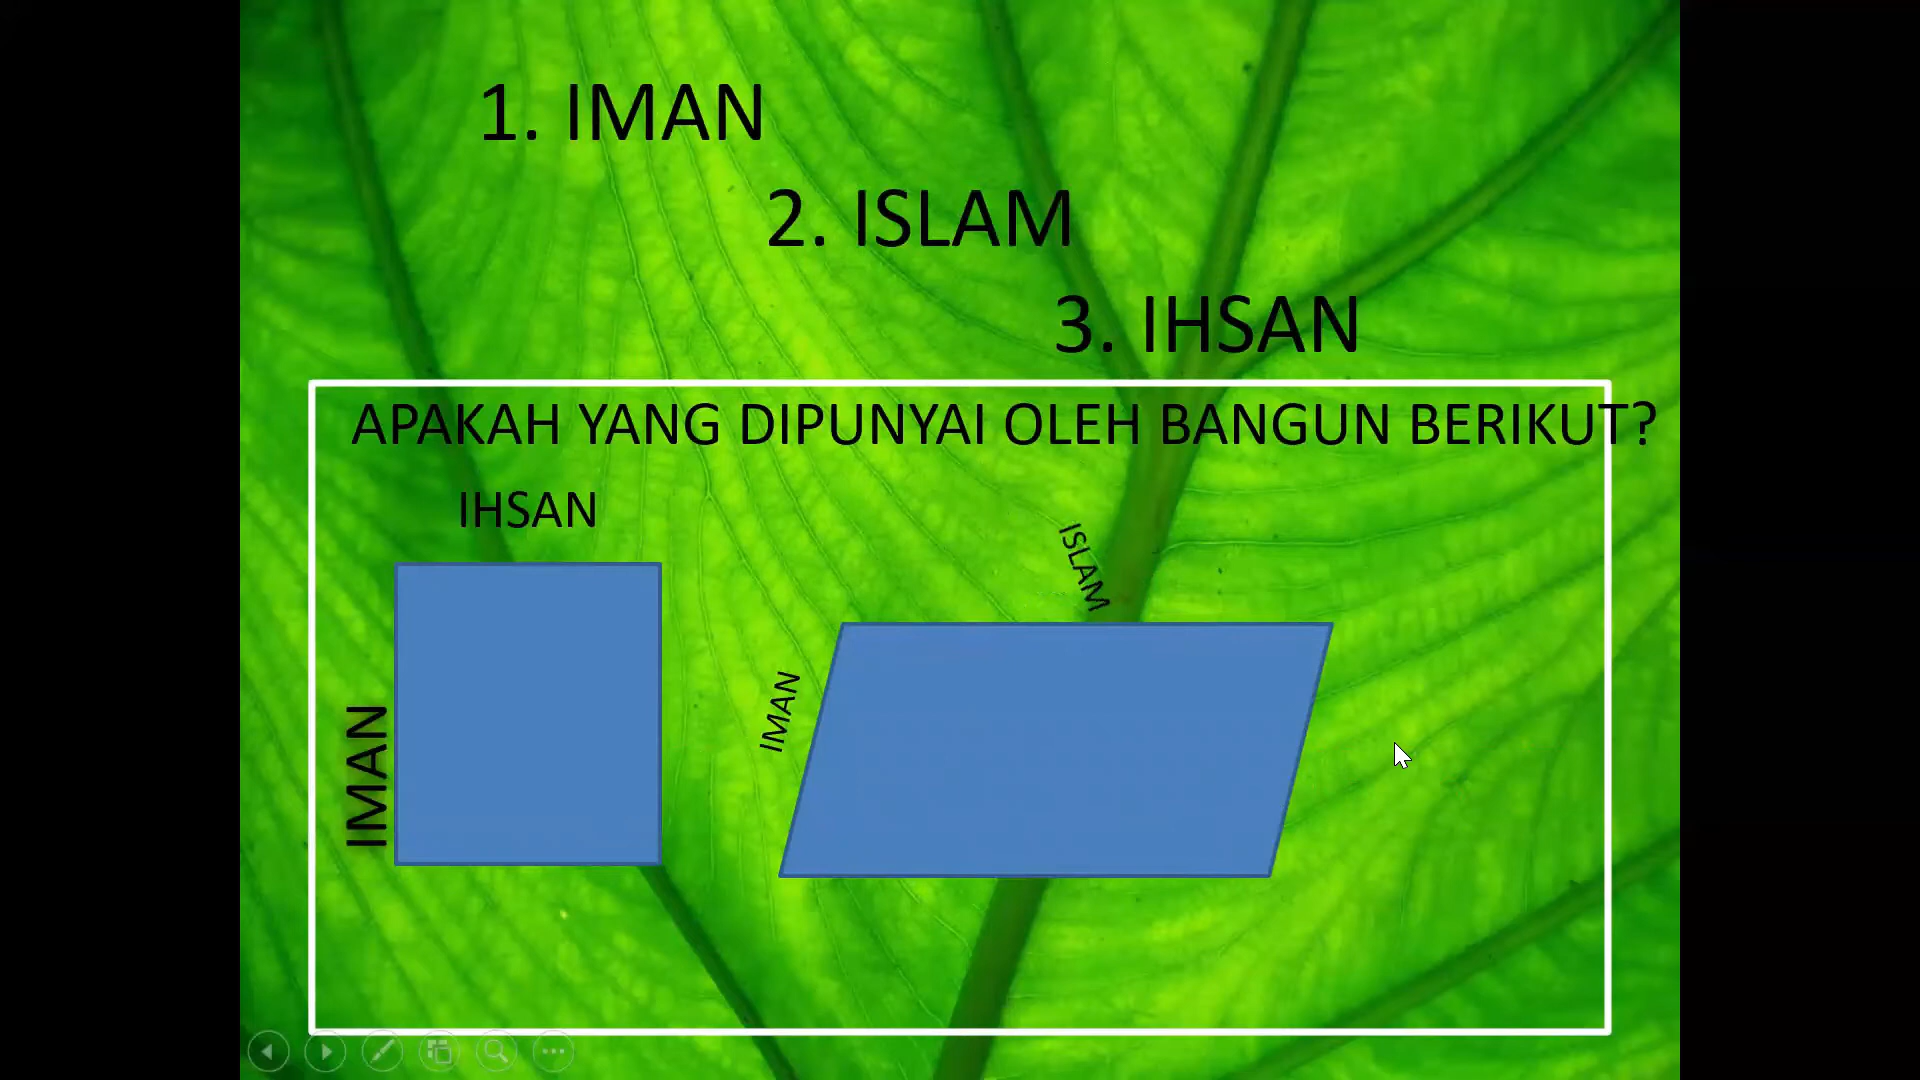 1. IMAN
2. ISLAM
3. IHSAN
APAKAH YANG DIPUNYAI OLEH BANGUN BERIKUT?
IHSAN
IMAN
ISLAM
IMAN